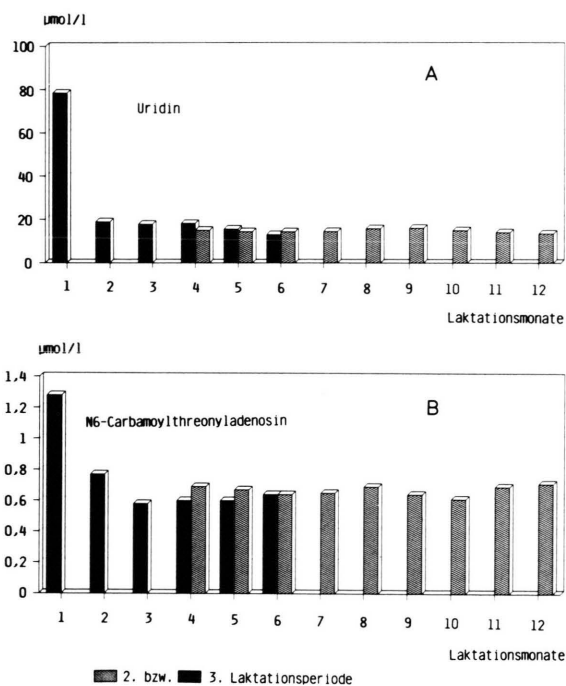 µmol/l
100
A
Uridin
80
60
40
20
0
1 2 3 4 5 6 7 8 9 10 11 12
Laktationsmonate
µmol/l
1,4
B
N6-Carbamoylthreonyladenosin
1,2
1
0,8
0,6
0,4
0,2
0
1 2 3 4 5 6 7 8 9 10 11 12
Laktationsmonate
2. bzw. 3. Laktationsperiode